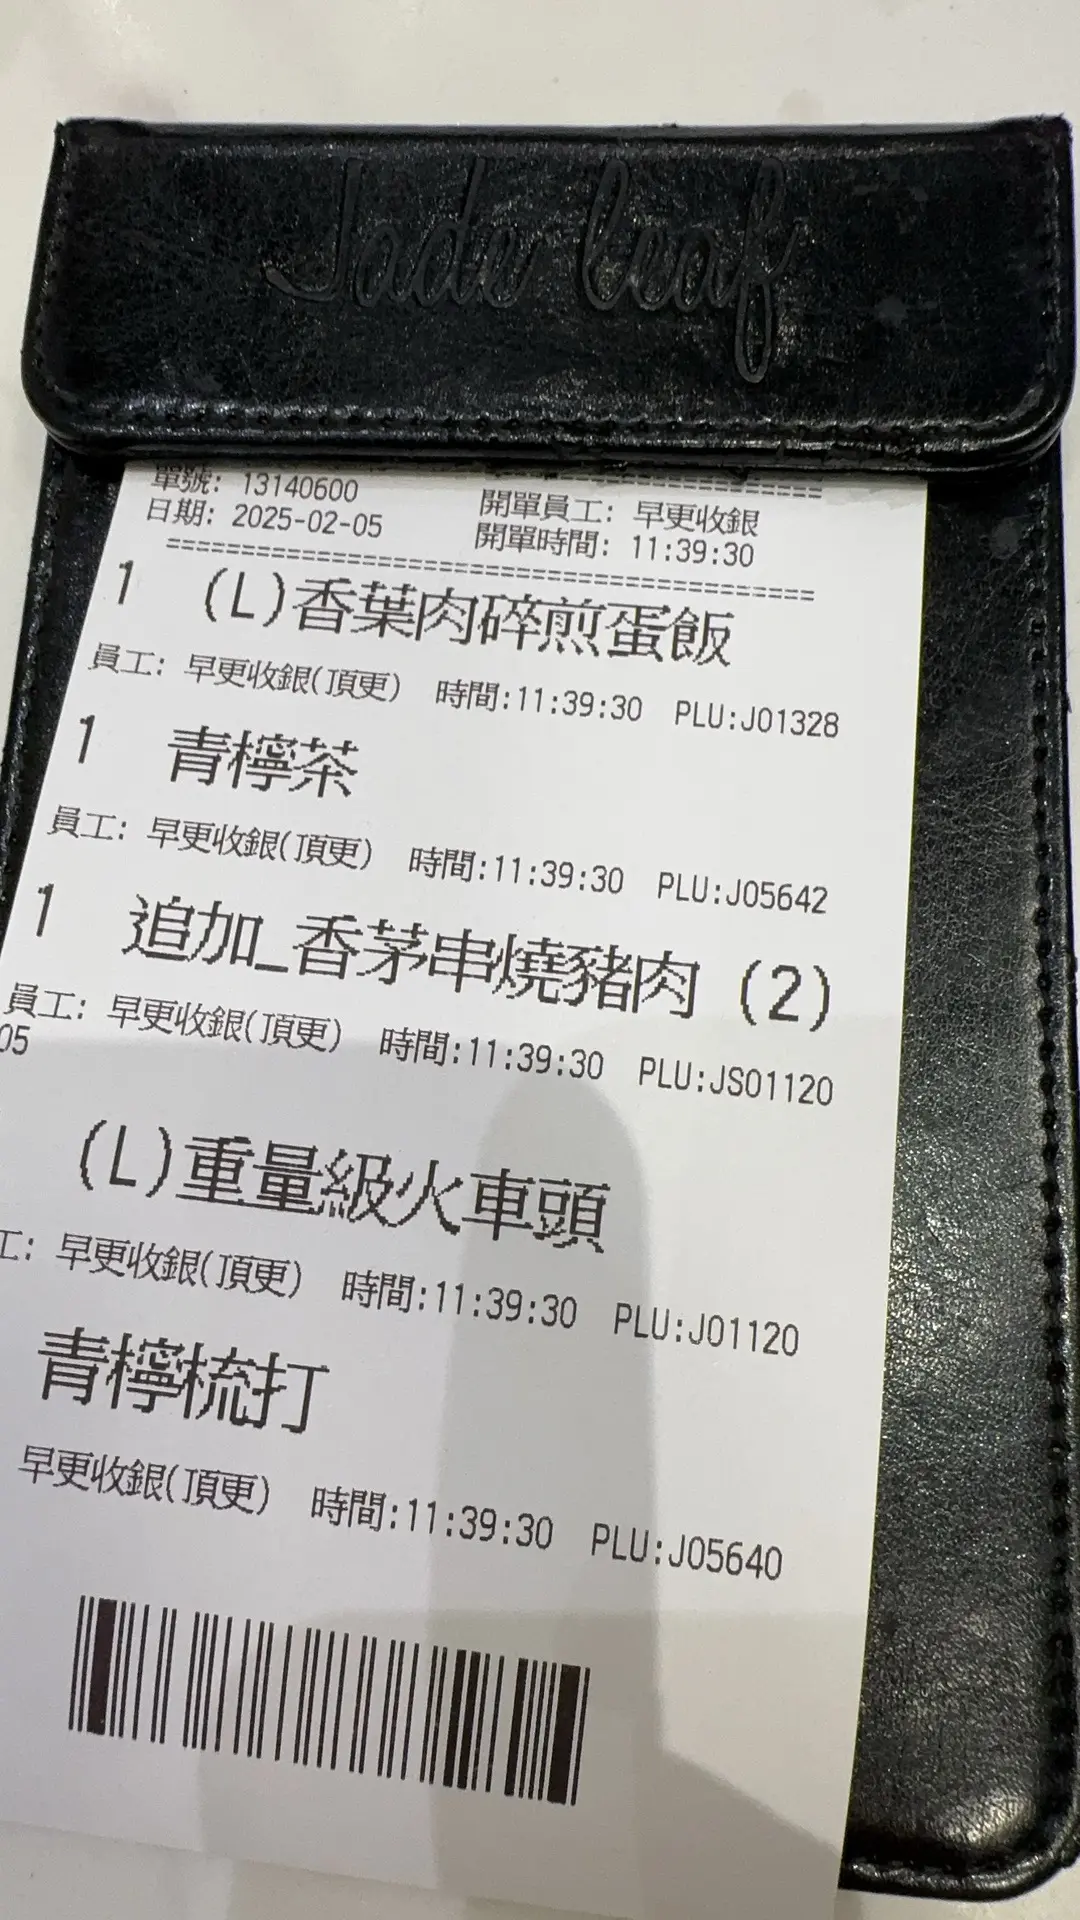 Jade leaf
單號: 13140600 開單員工: 早更收銀
日期: 2025-02-05 開單時間: 11:39:30
1 (L)香葉肉碎煎蛋飯
員工: 早更收銀(頂更) 時間:11:39:30 PLU:J01328
1 青檸茶
員工: 早更收銀(頂更) 時間:11:39:30 PLU:J05642
1 追加_香茅串燒豬肉 (2)
員工: 早更收銀(頂更) 時間:11:39:30 PLU:JS01120
05
(L)重量級火車頭
工: 早更收銀(頂更) 時間:11:39:30 PLU:J01120
青檸梳打
早更收銀(頂更) 時間:11:39:30 PLU:J05640